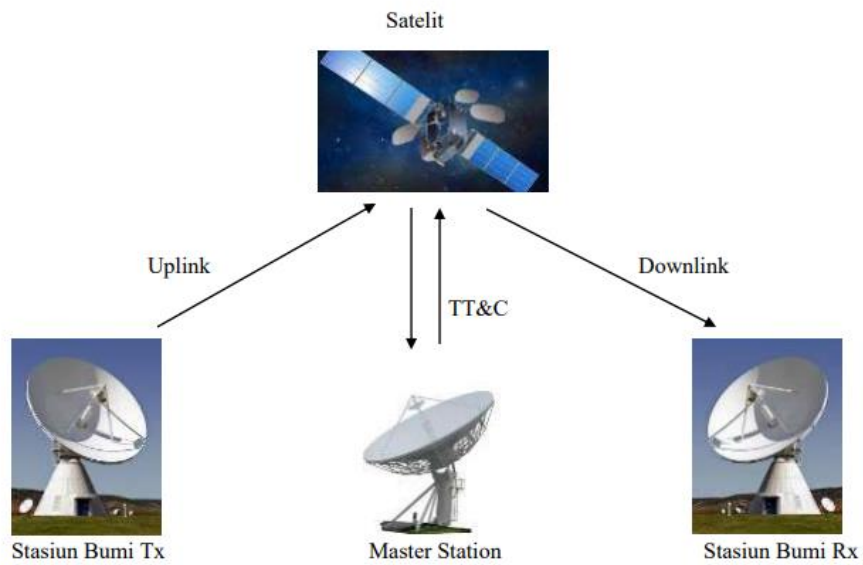 Satelit
Uplink
Downlink
TT&C
Stasiun Bumi Tx
Master Station
Stasiun Bumi Rx